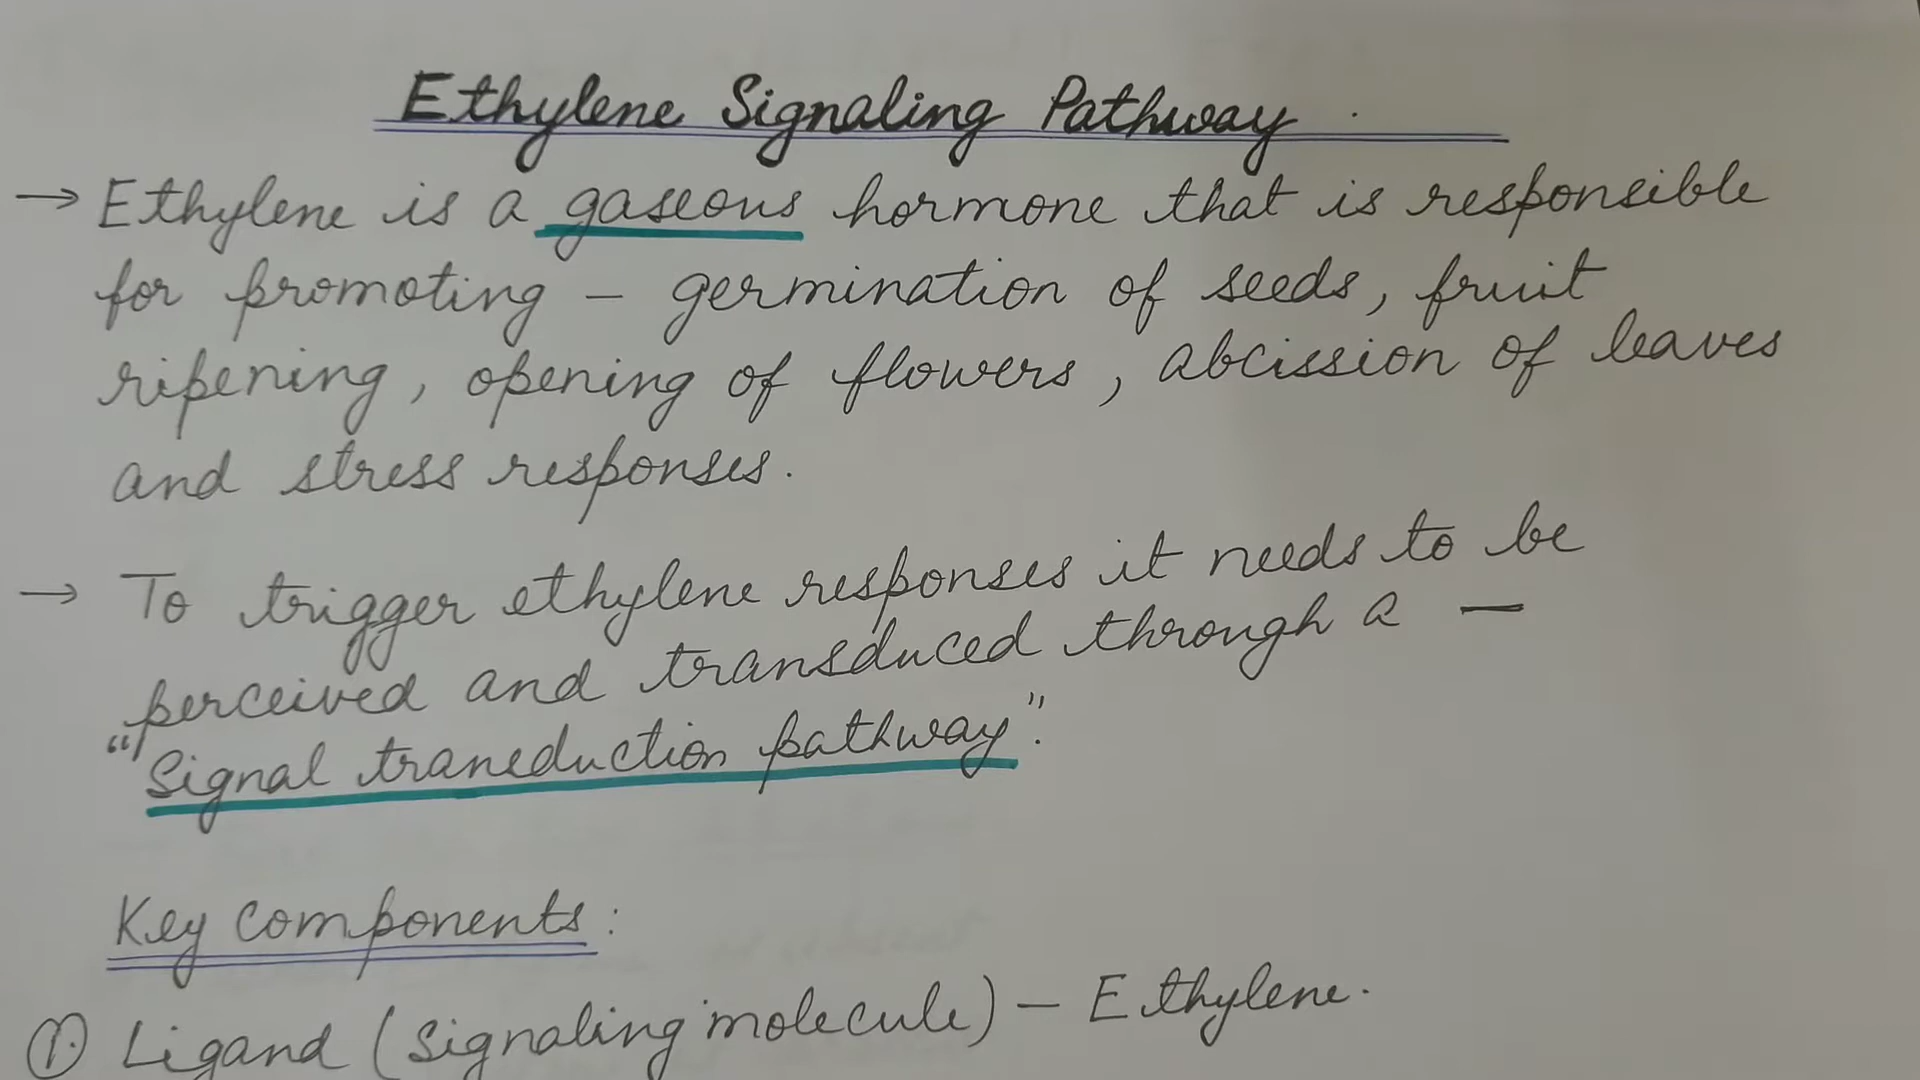 Ethylene Signaling Pathway
→ Ethylene is a gaseous hormone that is responsible
for promoting – germination of seeds, fruit
ripening, opening of flowers, abcission of leaves
and stress responses.
→ To trigger ethylene responses it needs to be
perceived and transduced through a –
"Signal transduction pathway".
Key Components:
① Ligand (Signaling molecule) – Ethylene.